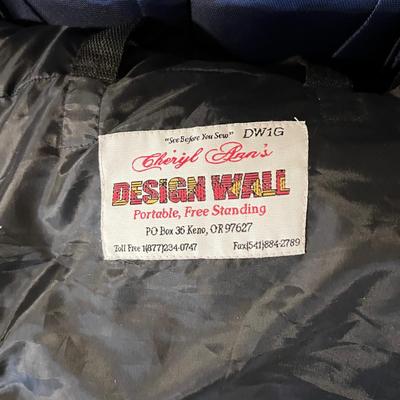 "See Before You Sew" DW1G
Cheryl Ann's
DESIGN WALL
Portable, Free Standing
PO Box 36 Keno, OR 97627
Toll Free 1(877)234-0747 Fax(541)884-2789